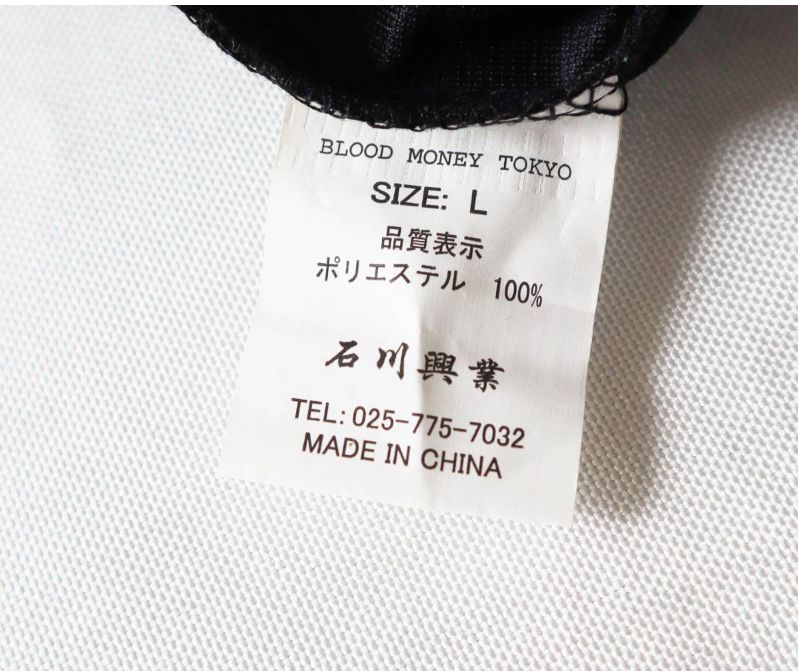 BLOOD MONEY TOKYO
SIZE: L
品質表示
ポリエステル 100%
石川興業
TEL:025-775-7032
MADE IN CHINA